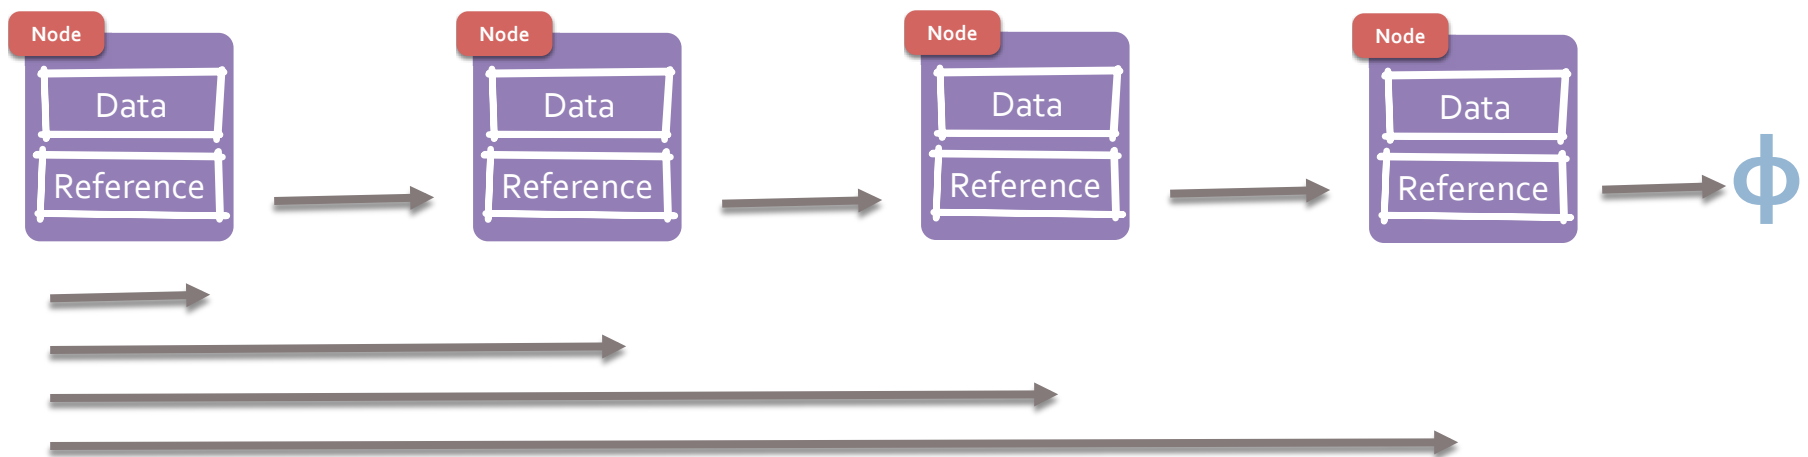 Node
Data
Reference
Node
Data
Reference
Node
Data
Reference
Node
Data
Reference
ф